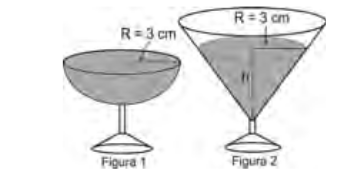 R = 3 cm
R = 3 cm
h
Figura 1
Figura 2